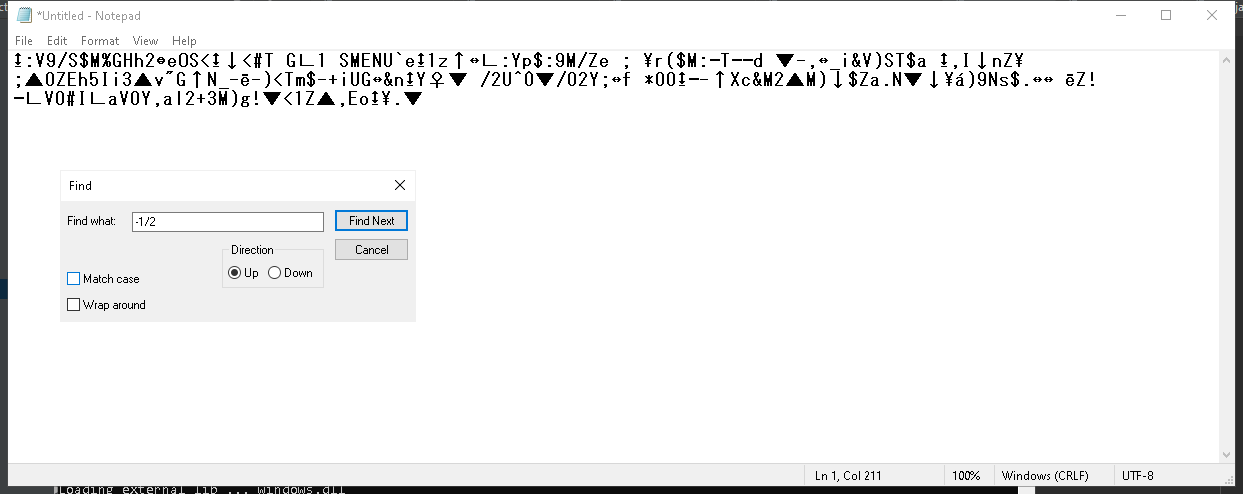 *Untitled - Notepad
File Edit Format View Help
↨:V9/S$M%GHh2↔eOS<↨↓<#T G∟1 SMENU`e↨1z↑↔∟:Yp$:9M/Ze ; ¥r($M:-T--d ▼-,↔_i&V)ST$a ↨,I↓nZ¥
;▲OZEh5Ii3▲v˝G↑N_-ē-)<Tm$-+iUG↔&n↨Y♀▼ /2U^O▼/O2Y;↔f *OO↨--↑Xc&M2▲M)↓$Za.N▼↓¥á)9Ns$.↔↔ ēZ!
-∟VO#I∟aVOY,a|2+3M)g!▼<1Z▲,Eo↨¥.▼
Find
Find what: -1/2 Find Next
Direction Cancel
Up Down
Match case
Wrap around
Ln 1, Col 211 100% Windows (CRLF) UTF-8
Loading external lib ... windows.dll